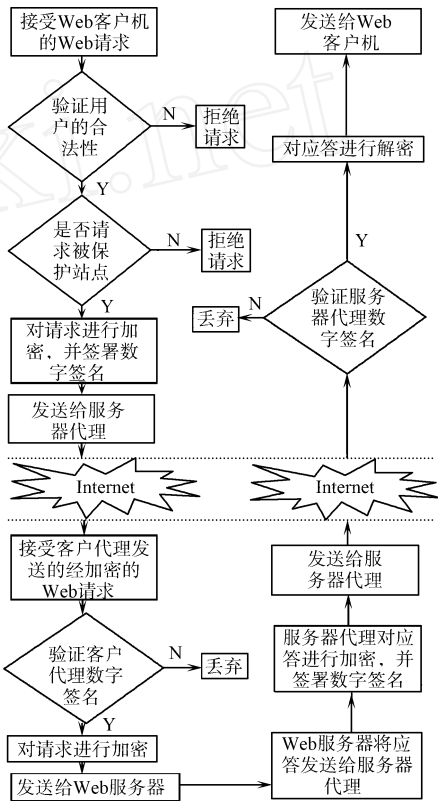 接受Web客户机
的Web请求
验证用
户的合
法性
N
拒绝
请求
Y
是否请
求被保
护站点
N
拒绝
请求
Y
对请求进行加
密，并签署数
字签名
发送给服务
器代理
Internet
接受客户代理发
送的经加密的
Web请求
验证客户
代理数字
签名
N
丢弃
Y
对请求进行加密
发送给Web服务器
Web服务器将应
答发送给服务器
代理
服务器代理对应
答进行加密，并
签署数字签名
发送给服
务器代理
Internet
验证服务
器代理数
字签名
N
丢弃
Y
对应答进行解密
发送给Web
客户机
ki.net